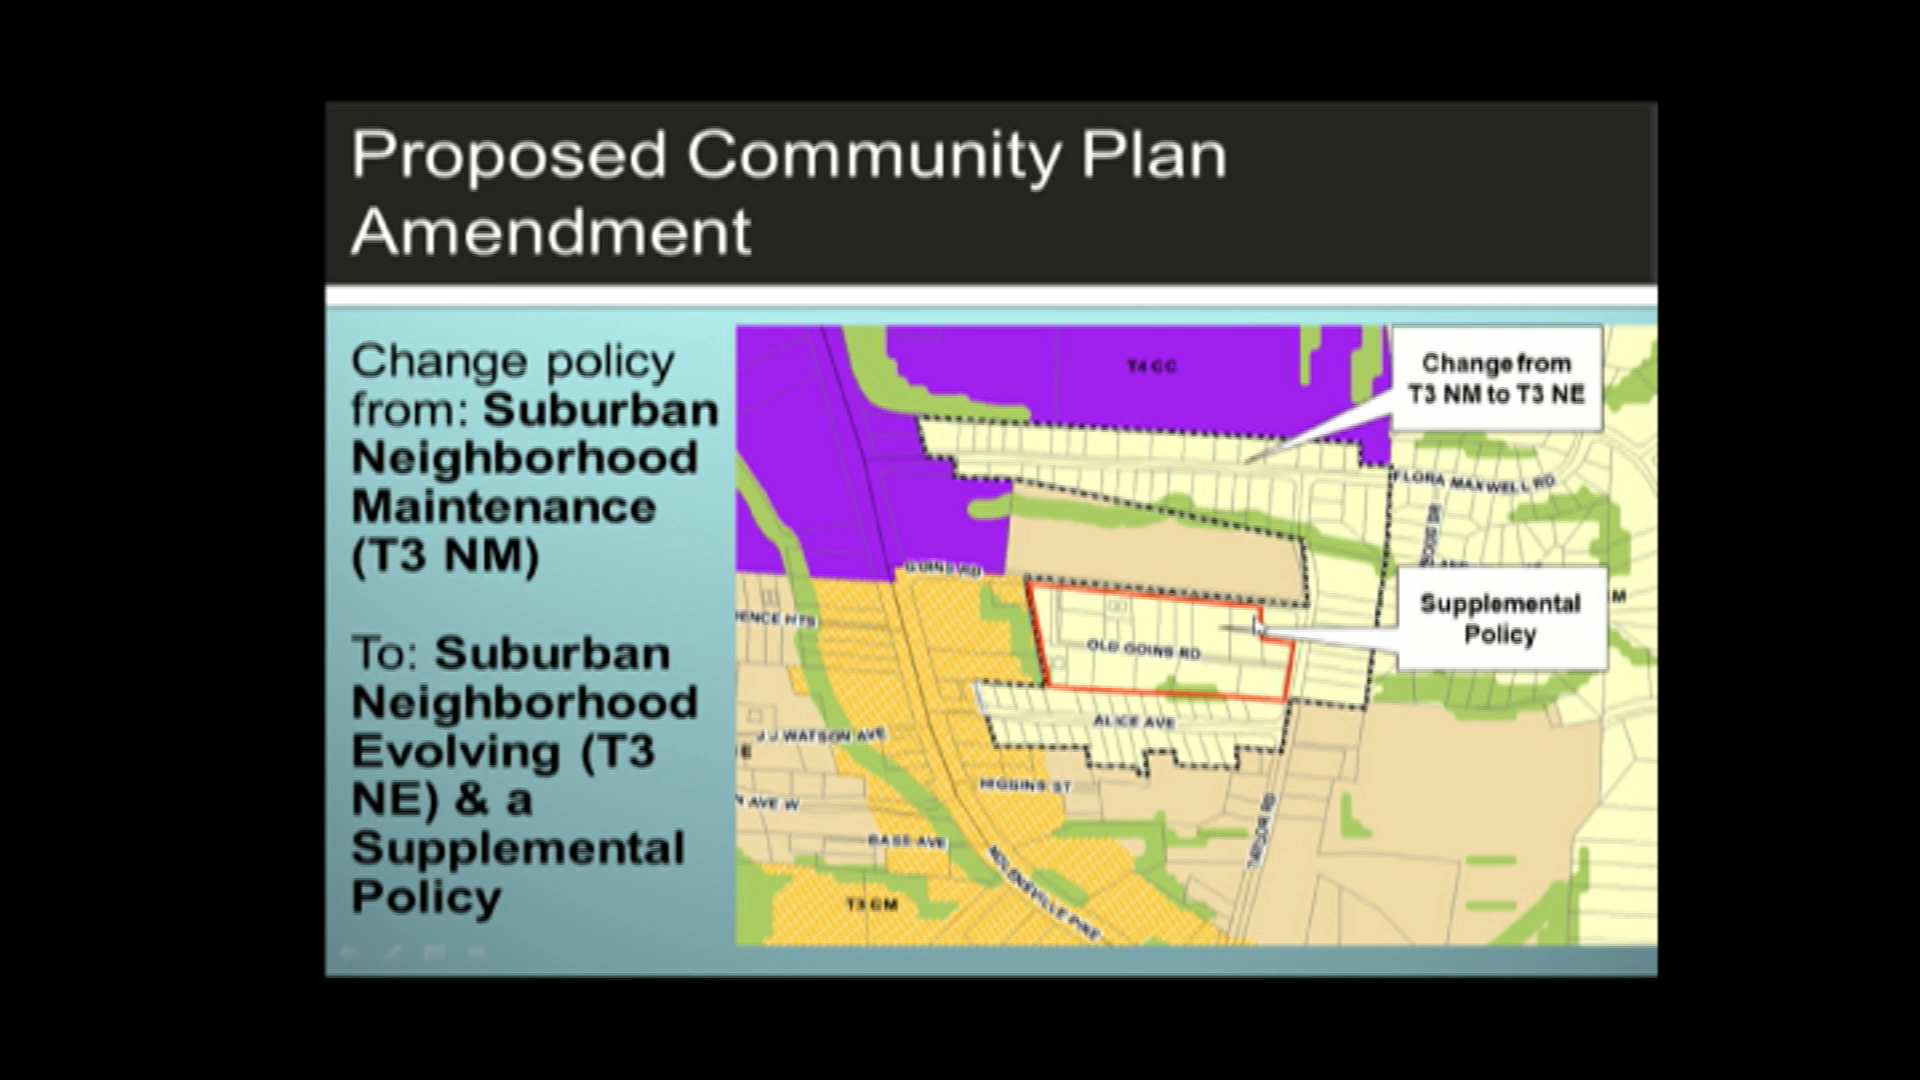 Proposed Community Plan
Amendment
Change policy
from: Suburban
Neighborhood
Maintenance
(T3 NM)
To: Suburban
Neighborhood
Evolving (T3
NE) & a
Supplemental
Policy
T4 CC
Change from
T3 NM to T3 NE
FLORA MAXWELL RD
GOINS RD
Supplemental
Policy
OLD GOINS RD
ALICE AVE
J J WATSON AVE
HIGGINS ST
AVE W
BASS AVE
TAYLOR RD
NOLENSVILLE PIKE